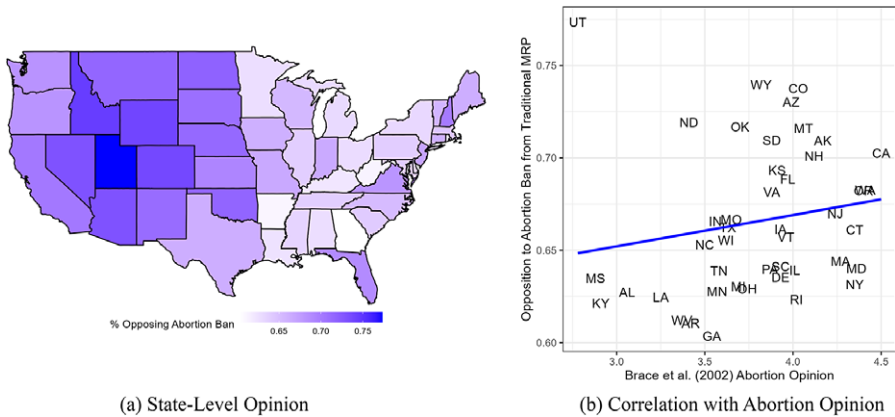 % Opposing Abortion Ban
0.65 0.70 0.75
(a) State-Level Opinion
Opposition to Abortion Ban from Traditional MRP
0.75
0.70
0.65
0.60
UT
WY
CO
AZ
ND
OK
MT
SD
AK
NH
CA
KS
FL
VA
NJ
IN
MO
TX
IA
CT
WI
VT
NC
MA
TN
PA
SC
IL
MD
DE
MS
NY
MI
OH
AL
MN
LA
RI
KY
WV
AR
GA
3.0 3.5 4.0 4.5
Brace et al. (2002) Abortion Opinion
(b) Correlation with Abortion Opinion